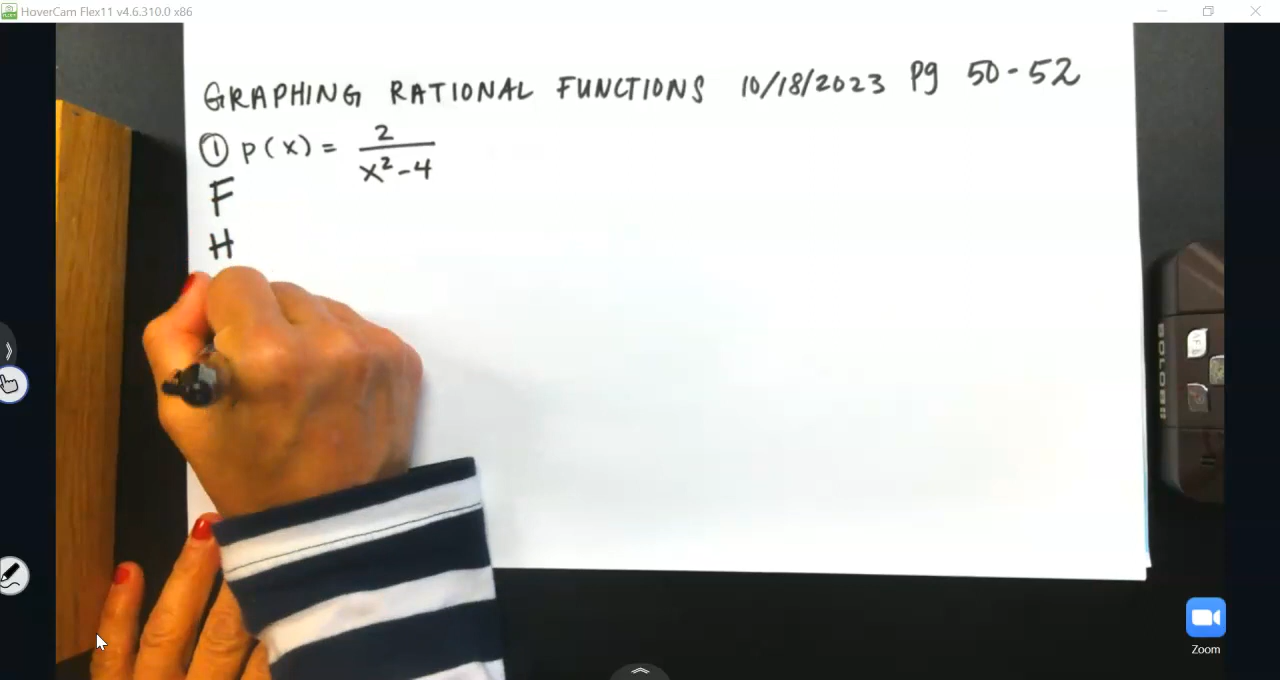 HoverCam Flex11 v4.6.310.0 x86
GRAPHING RATIONAL FUNCTIONS 10/18/2023 Pg 50-52
① p(x) = 2/(x²-4)
F
H
BOLOBII
Zoom